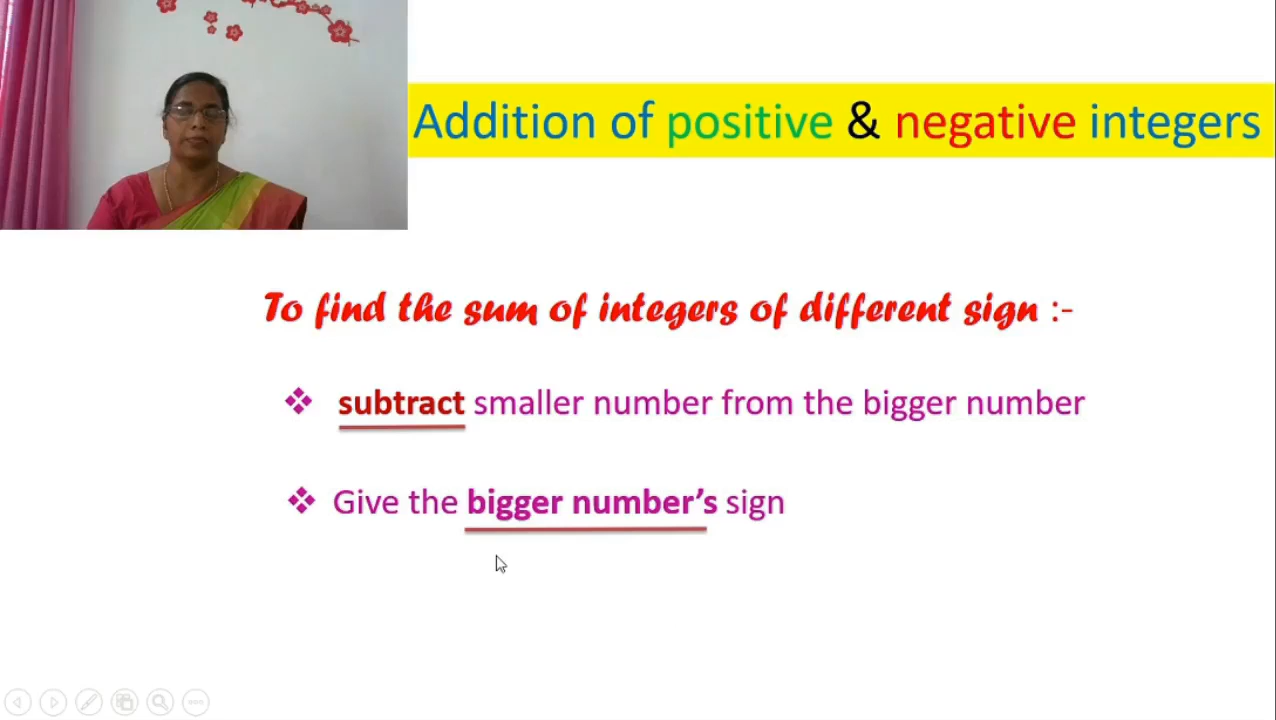 Addition of positive & negative integers
To find the sum of integers of different sign :-
❖ subtract smaller number from the bigger number
❖ Give the bigger number’s sign